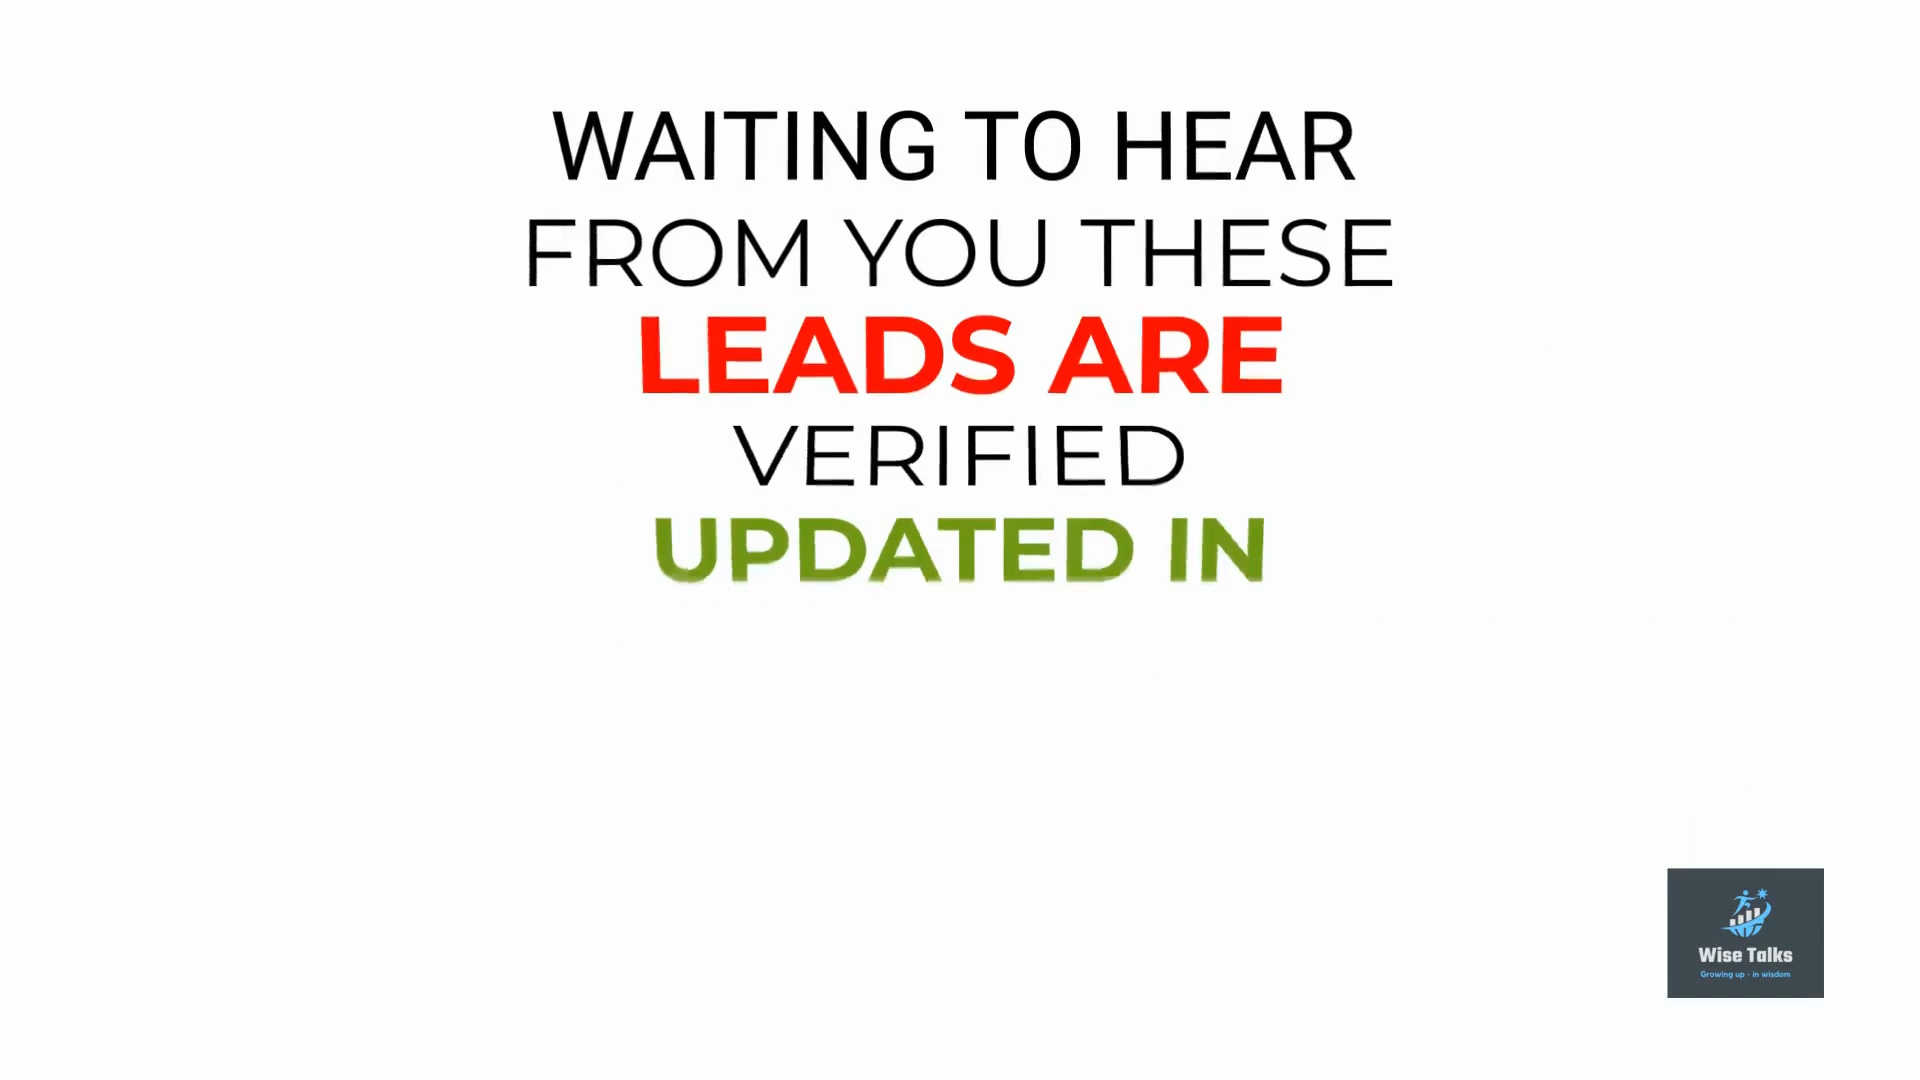 WAITING TO HEAR
FROM YOU THESE
LEADS ARE
VERIFIED
UPDATED IN
Wise Talks
Growing up - in wisdom